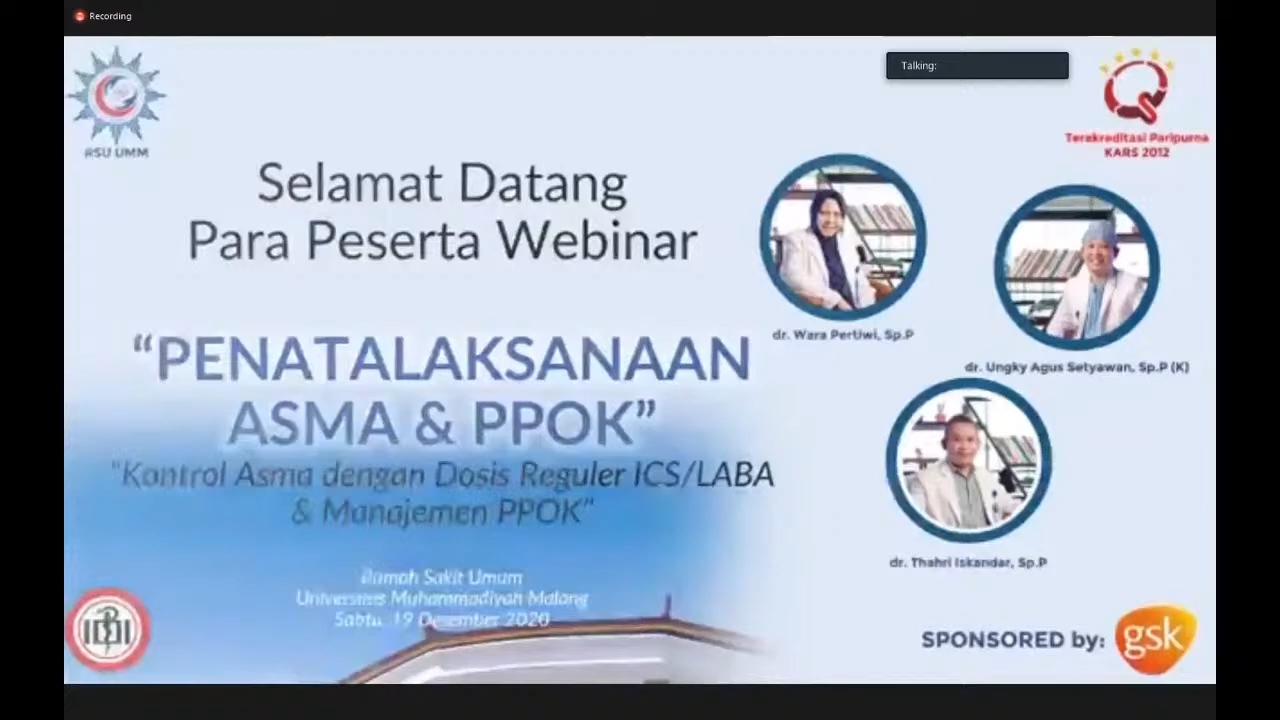 Recording
Talking:
RSU UMM
Terakreditasi Paripurna
KARS 2012
Selamat Datang
Para Peserta Webinar
"PENATALAKSANAAN
ASMA & PPOK"
"Kontrol Asma dengan Dosis Reguler ICS/LABA
& Manajemen PPOK"
Rumah Sakit Umum
Universitas Muhammadiyah Malang
Sabtu, 19 Desember 2020
dr. Wara Pertiwi, Sp.P
dr. Ungky Agus Setyawan, Sp.P (K)
dr. Thahri Iskandar, Sp.P
IDI
SPONSORED by:
gsk